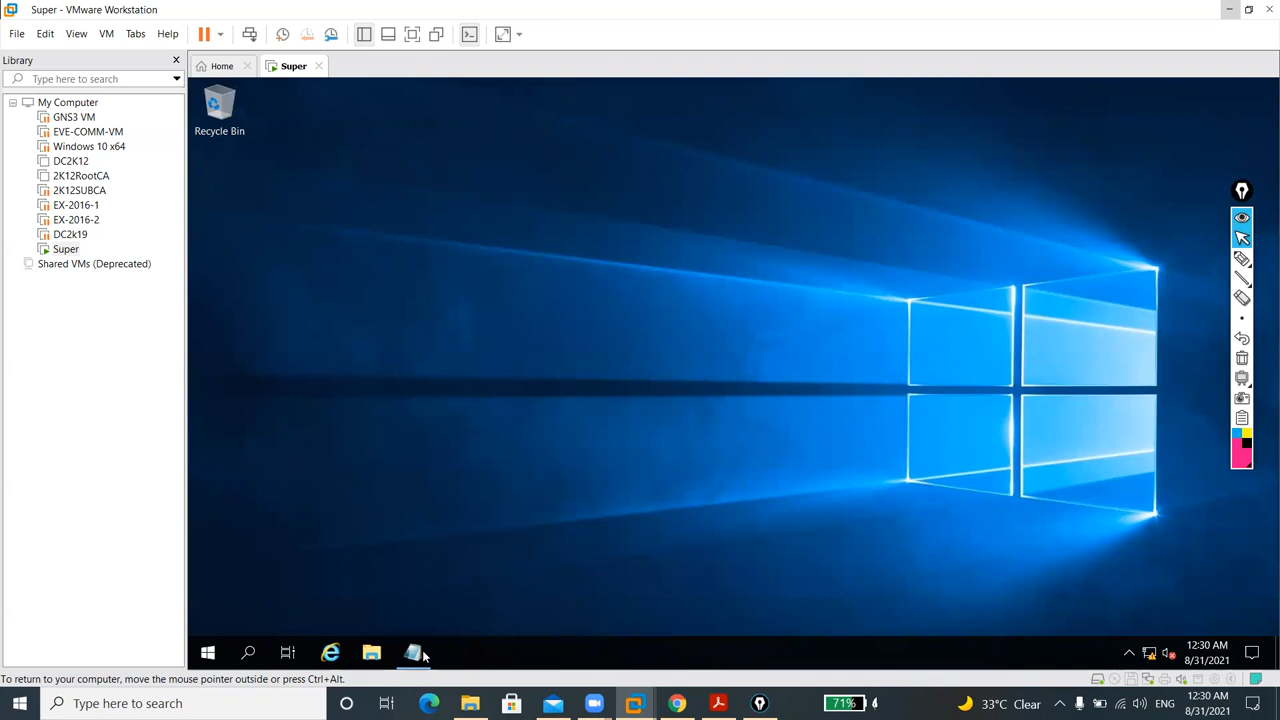 Super - VMware Workstation
File Edit View VM Tabs Help
Library
Type here to search
My Computer
GNS3 VM
EVE-COMM-VM
Windows 10 x64
DC2K12
2K12RootCA
2K12SUBCA
EX-2016-1
EX-2016-2
DC2k19
Super
Shared VMs (Deprecated)
Home
Super
Recycle Bin
12:30 AM
8/31/2021
To return to your computer, move the mouse pointer outside or press Ctrl+Alt.
Type here to search
71%
33°C Clear
ENG
12:30 AM
8/31/2021